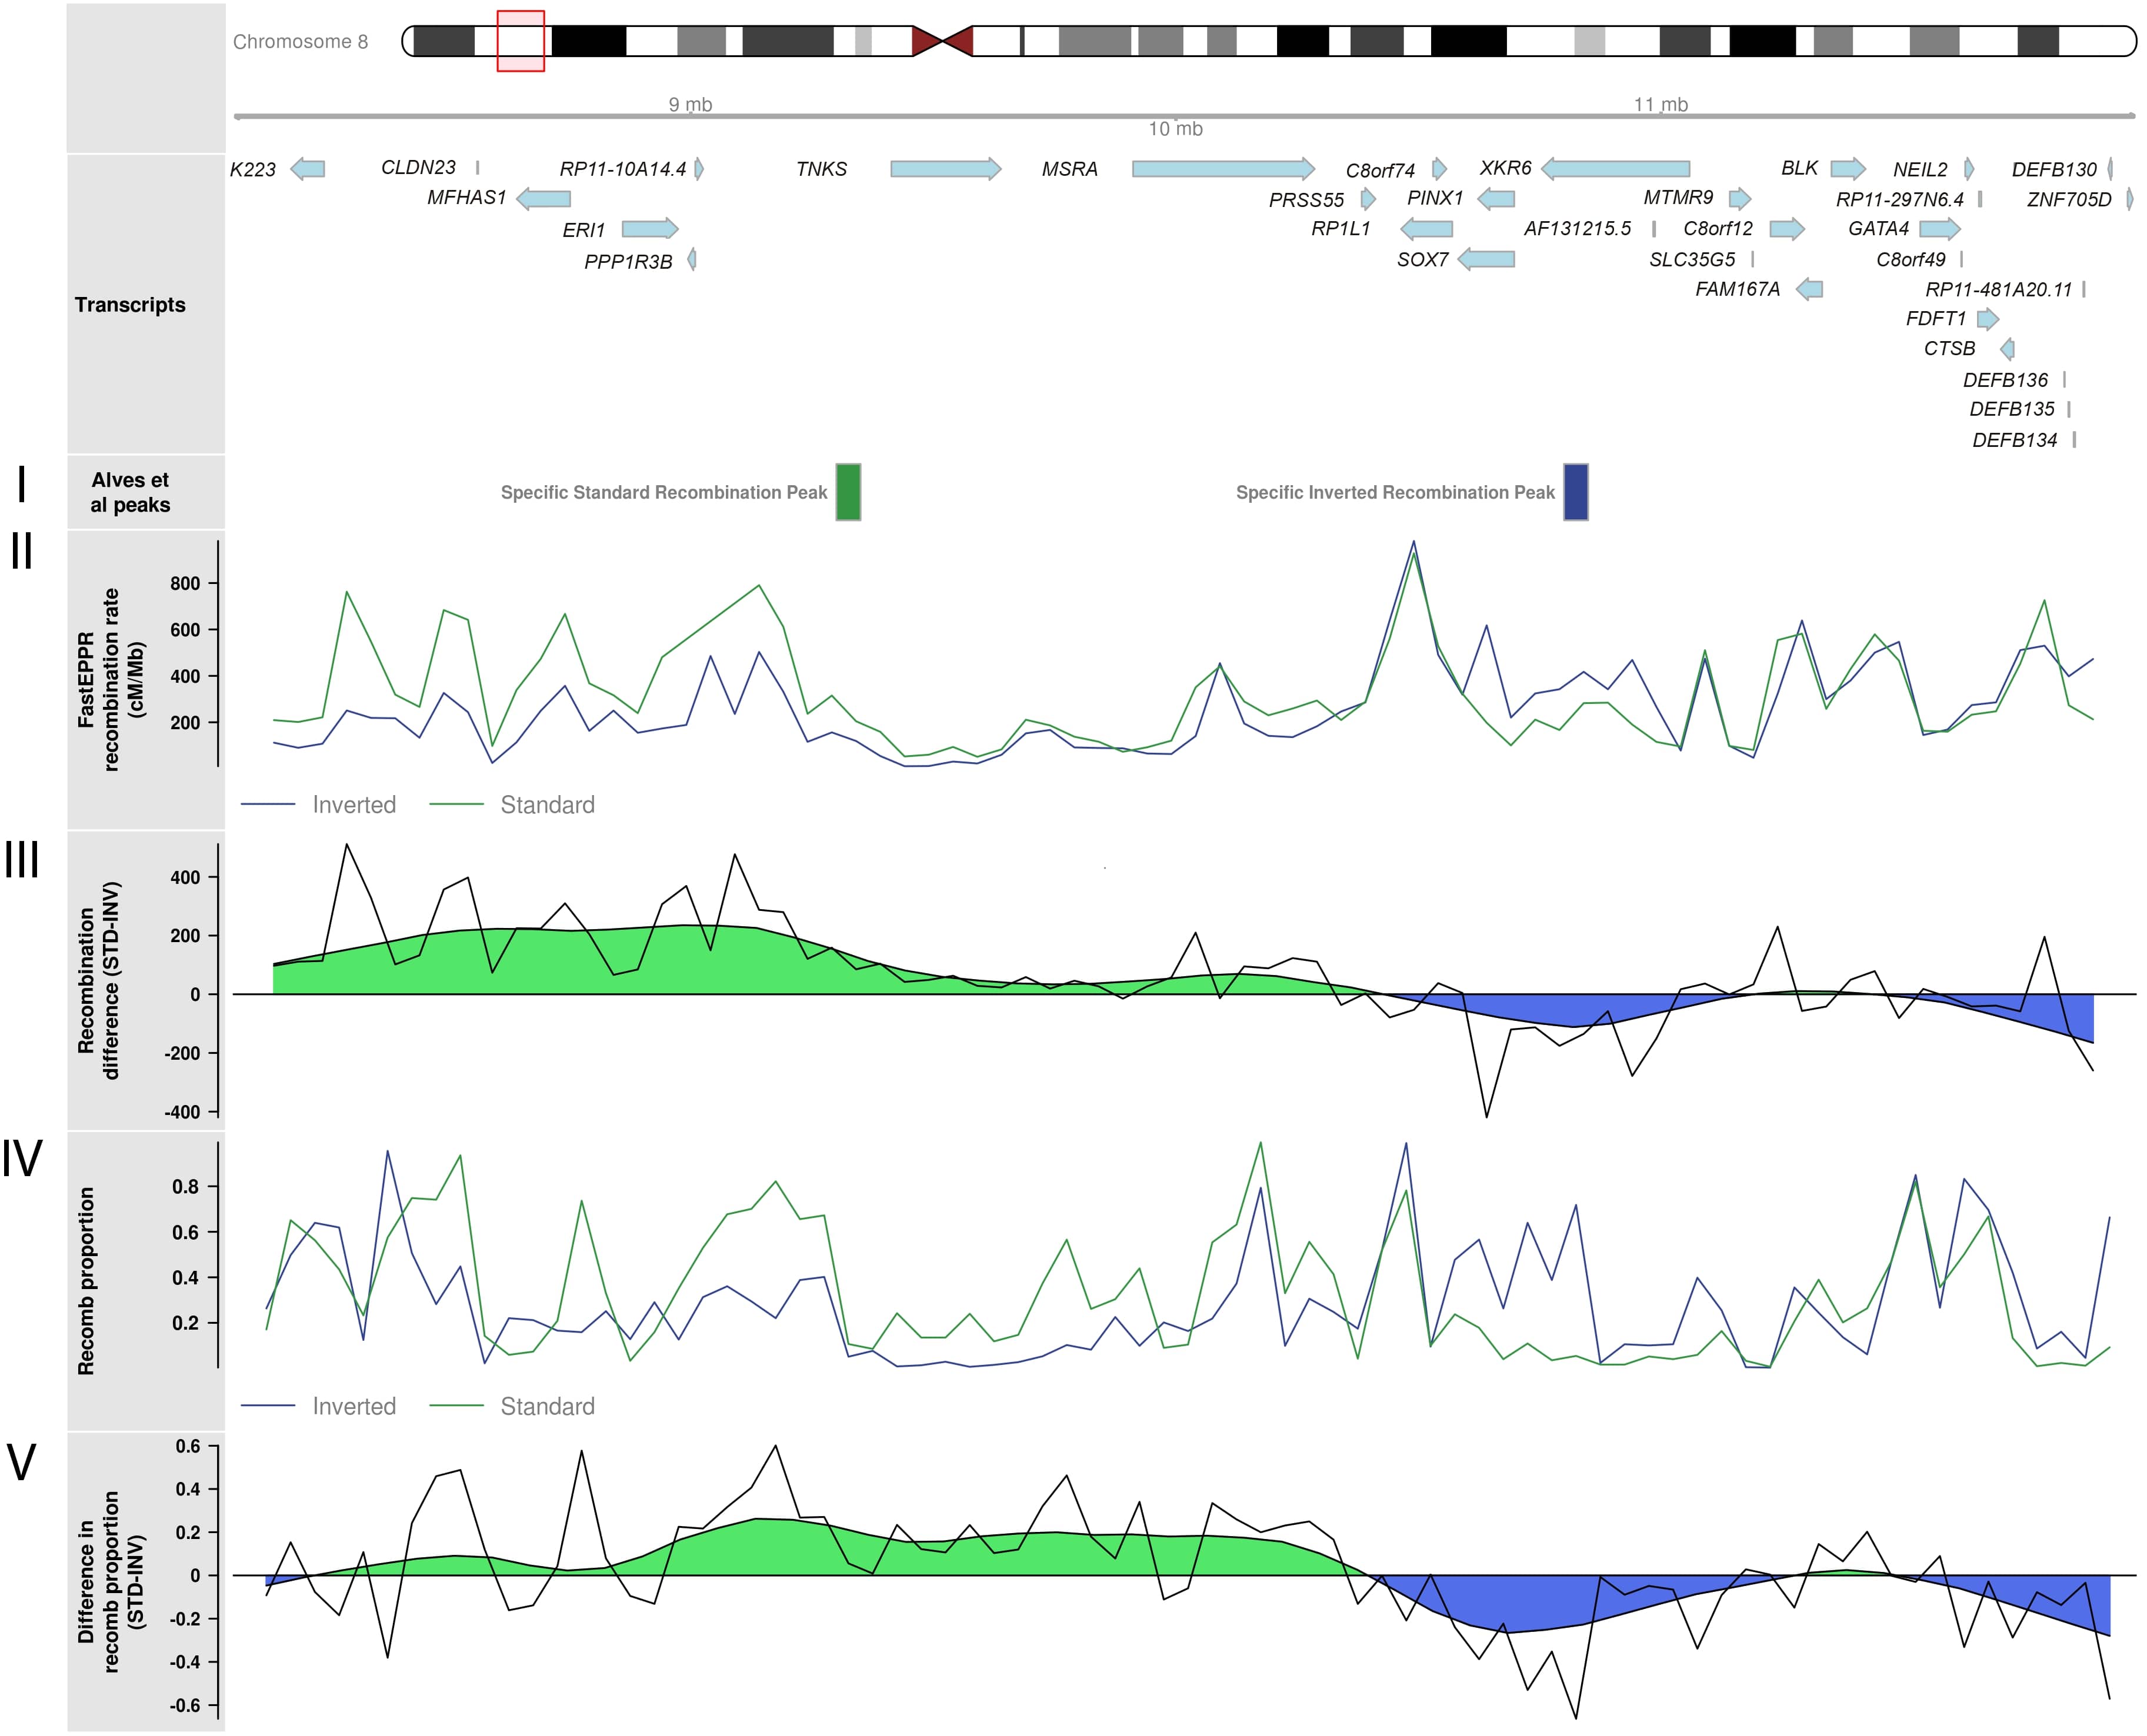 Chromosome 8
9 mb
11 mb
10 mb
Transcripts
K223
CLDN23
RP11-10A14.4
TNKS
MSRA
C8orf74
XKR6
BLK
NEIL2
DEFB130
MFHAS1
PRSS55
PINX1
MTMR9
RP11-297N6.4
ZNF705D
ERI1
RP1L1
AF131215.5
C8orf12
GATA4
PPP1R3B
SOX7
SLC35G5
C8orf49
FAM167A
RP11-481A20.11
FDFT1
CTSB
DEFB136
DEFB135
DEFB134
I
Alves et
al peaks
Specific Standard Recombination Peak
Specific Inverted Recombination Peak
II
FastEPPR
recombination rate
(cM/Mb)
800
600
400
200
Inverted
Standard
III
Recombination
difference (STD-INV)
400
200
0
-200
-400
IV
Recomb proportion
0.8
0.6
0.4
0.2
Inverted
Standard
V
Difference in
recomb proportion
(STD-INV)
0.6
0.4
0.2
0
-0.2
-0.4
-0.6